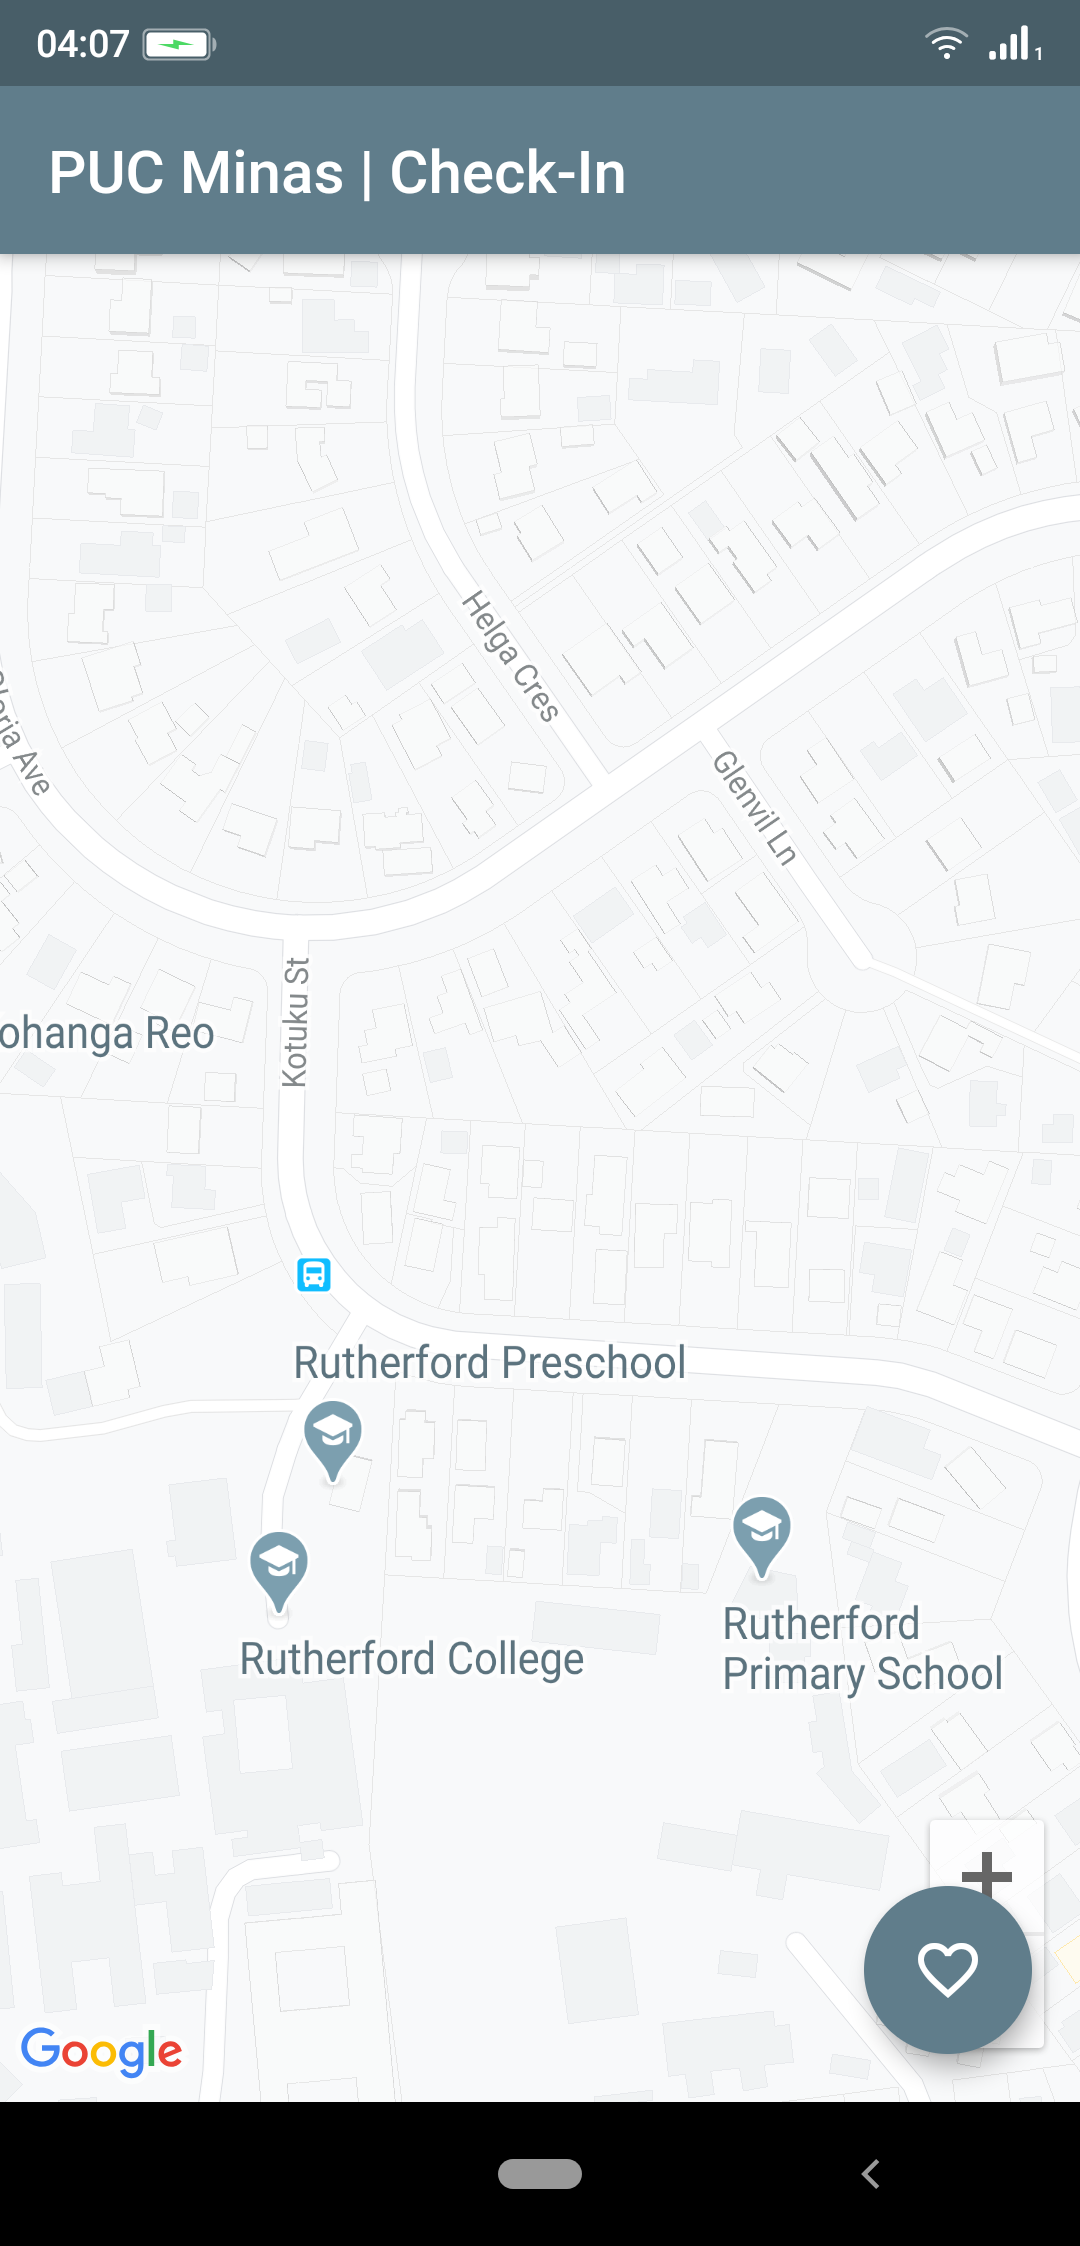 04:07
1
PUC Minas | Check-In
Helga Cres
Ave
Glenvil Ln
Kotuku St
ohanga Reo
Rutherford Preschool
Rutherford College
Rutherford
Primary School
Google